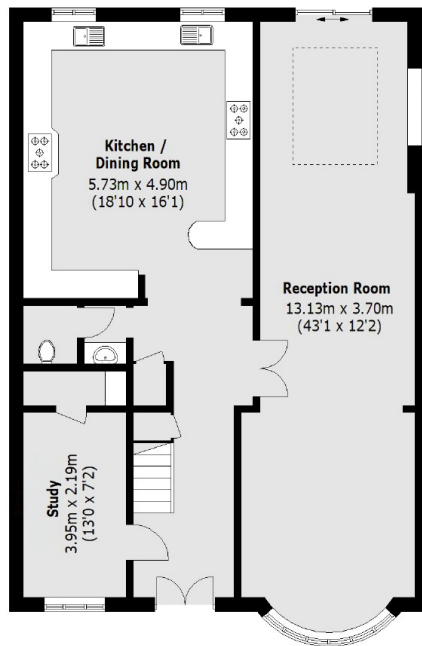 Kitchen /
Dining Room
5.73m x 4.90m
(18'10 x 16'1)
Reception Room
13.13m x 3.70m
(43'1 x 12'2)
Study
3.95m x 2.19m
(13'0 x 7'2)